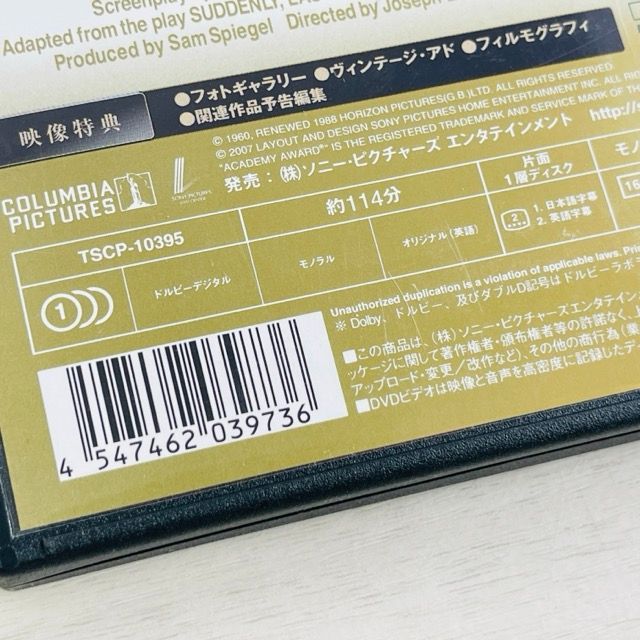 Screenplay
Adapted from the play SUDDENLY,
Produced by Sam Spiegel Directed by Joseph
映像特典
●フォトギャラリー ●ヴィンテージ・アド ●フィルモグラフィ
●関連作品予告編集
© 1960, RENEWED 1988 HORIZON PICTURES(G B )LTD. ALL RIGHTS RESERVED.
© 2007 LAYOUT AND DESIGN SONY PICTURES HOME ENTERTAINMENT INC. ALL RIGHTS
"ACADEMY AWARD®" IS THE REGISTERED TRADEMARK AND SERVICE MARK OF THE
発売：(株)ソニー・ピクチャーズ エンタテインメント http://
COLUMBIA
PICTURES
SONY PICTURES
TSCP-10395
約114分
片面
1層ディスク
モノ
1
ドルビーデジタル
モノラル
オリジナル(英語)
2
1. 日本語字幕
2. 英語字幕
Unauthorized duplication is a violation of applicable laws.
※ Dolby、ドルビー、及びダブルD記号はドルビーラボ
■この商品は、(株)ソニー・ピクチャーズエンタテイン
ッケージに関して著作権者・頒布権者等の許諾なく、
アップロード・変更／改作など)、その他の商行為
■DVDビデオは映像と音声を高密度に記録したデ
4 547462 039736